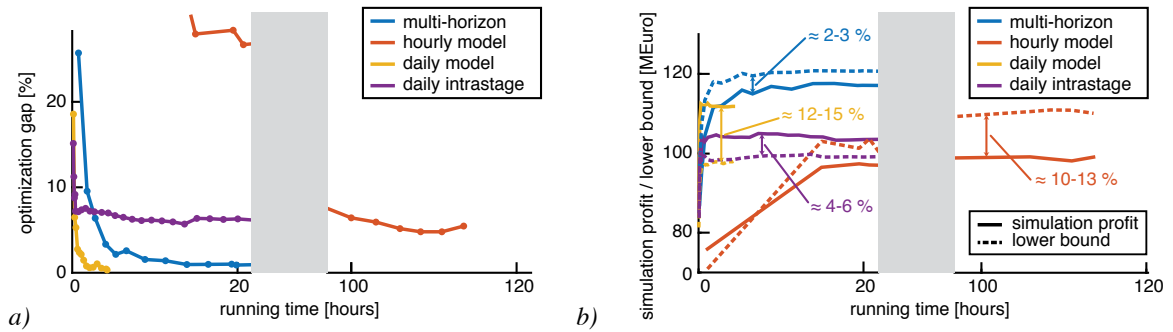 multi-horizon
hourly model
daily model
daily intrastage
optimization gap [%]
20
10
0
0
20
100
120
running time [hours]
a)
multi-horizon
hourly model
daily model
daily intrastage
simulation profit / lower bound [MEuro]
120
100
80
0
≈ 2-3 %
≈ 12-15 %
≈ 4-6 %
≈ 10-13 %
simulation profit
lower bound
0
20
100
120
running time [hours]
b)